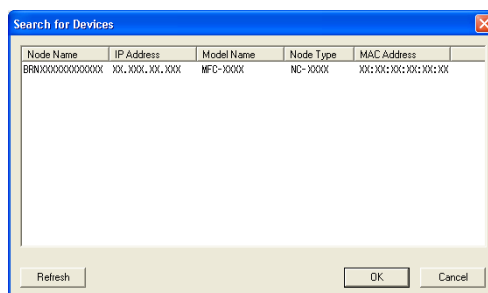 Search for Devices
Node Name IP Address Model Name Node Type MAC Address
BRNXXXXXXXXXXXX XX.XXX.XX.XXX MFC-XXXX NC-XXXX XX:XX:XX:XX:XX:XX
Refresh OK Cancel